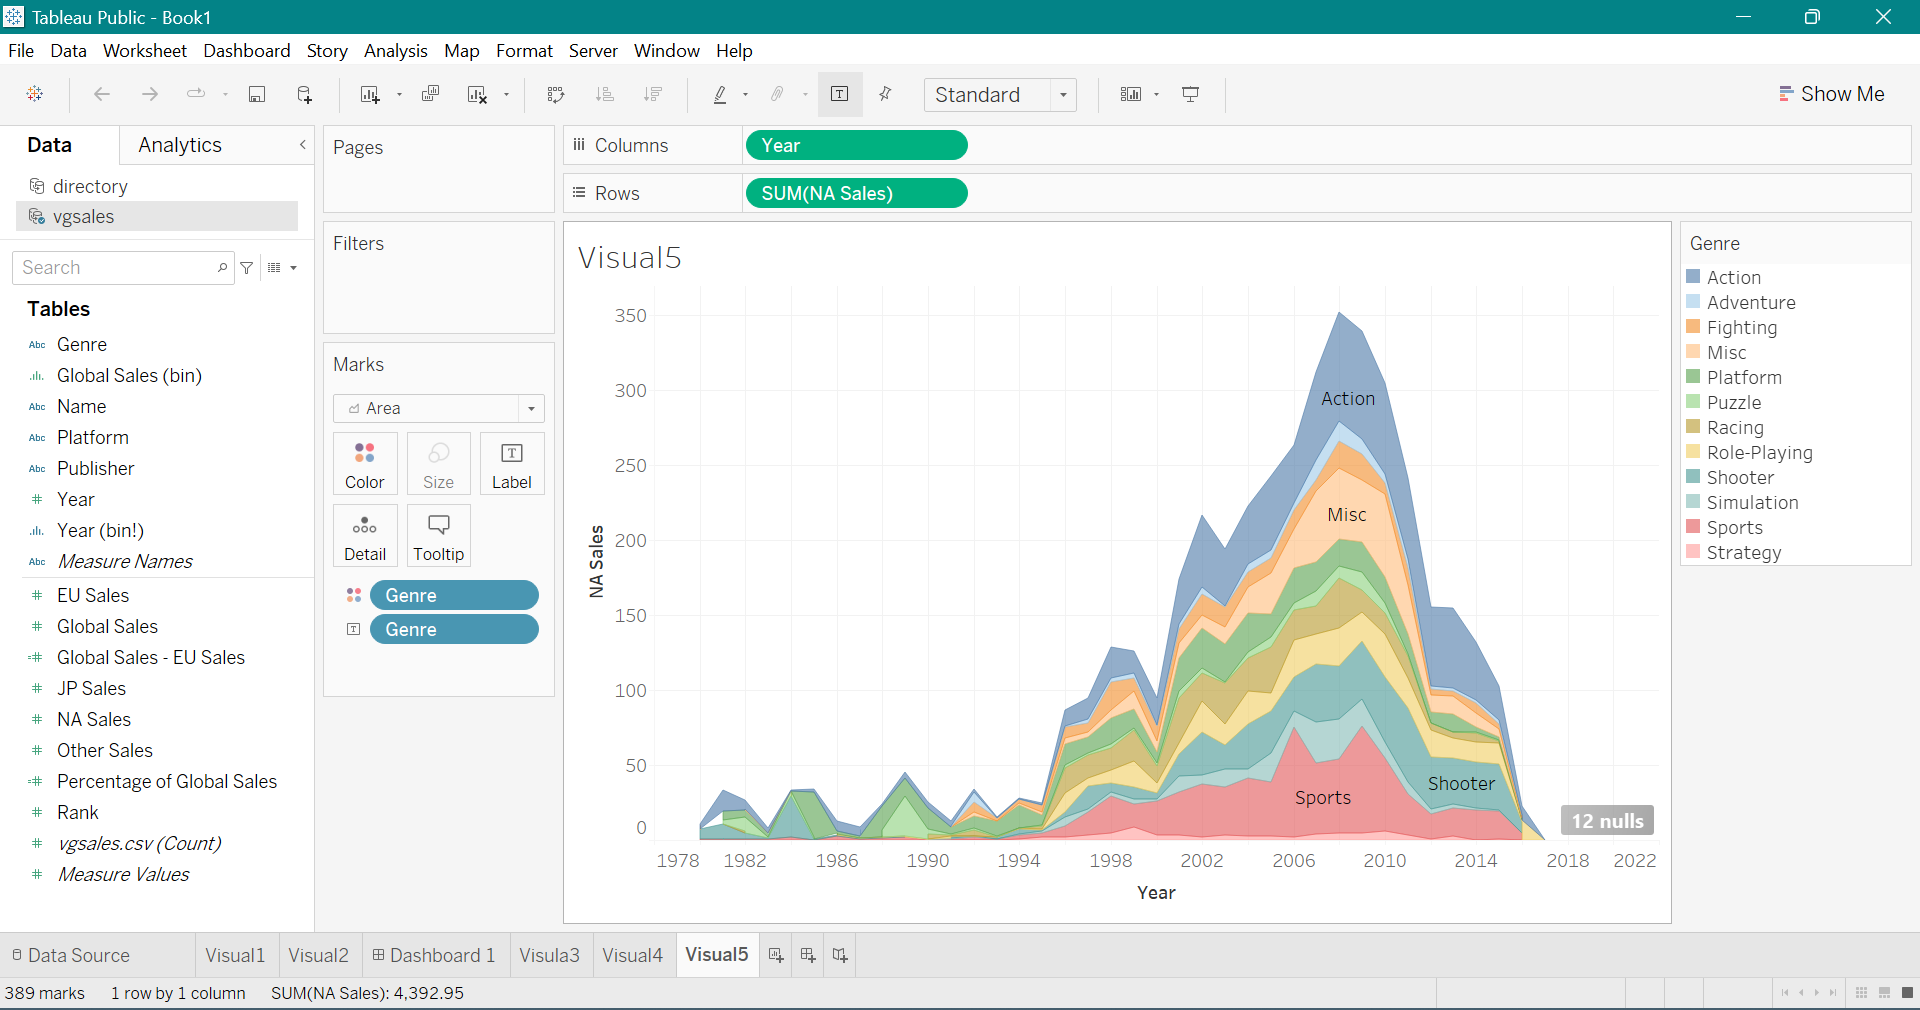 Tableau Public - Book1
File Data Worksheet Dashboard Story Analysis Map Format Server Window Help
Standard
Show Me
Data
Analytics
directory
vgsales
Search
Tables
Abc Genre
Global Sales (bin)
Abc Name
Abc Platform
Abc Publisher
# Year
Year (bin!)
Abc Measure Names
# EU Sales
# Global Sales
=# Global Sales - EU Sales
# JP Sales
# NA Sales
# Other Sales
=# Percentage of Global Sales
# Rank
# vgsales.csv (Count)
# Measure Values
Pages
Filters
Marks
Area
Color Size Label
Detail Tooltip
Genre
Genre
Columns Year
Rows SUM(NA Sales)
Visual5
350
300
250
200
150
100
50
0
NA Sales
Action
Misc
Shooter
Sports
12 nulls
1978 1982 1986 1990 1994 1998 2002 2006 2010 2014 2018 2022
Year
Genre
Action
Adventure
Fighting
Misc
Platform
Puzzle
Racing
Role-Playing
Shooter
Simulation
Sports
Strategy
Data Source Visual1 Visual2 Dashboard 1 Visula3 Visual4 Visual5
389 marks 1 row by 1 column SUM(NA Sales): 4,392.95